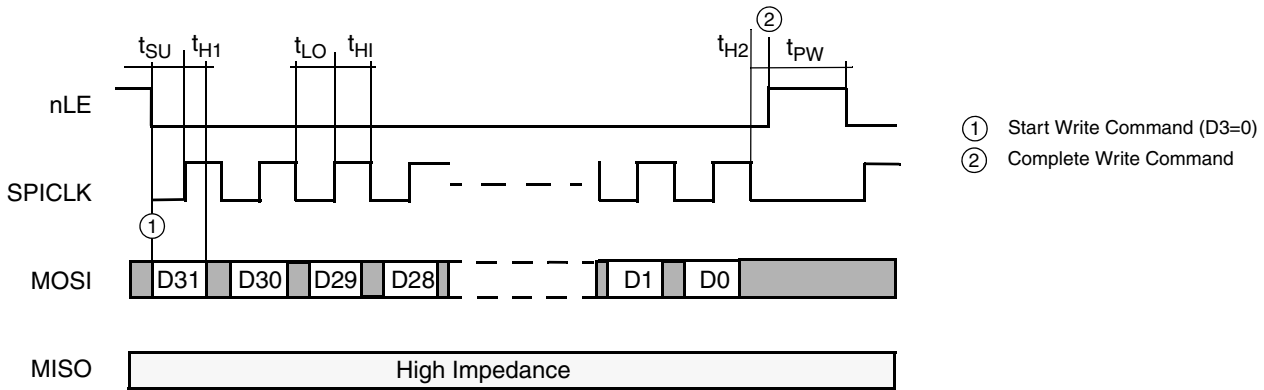 ②
tSU tH1 tLO tHI tH2 tPW
nLE
① Start Write Command (D3=0)
② Complete Write Command
SPICLK
①
MOSI D31 D30 D29 D28 D1 D0
MISO High Impedance